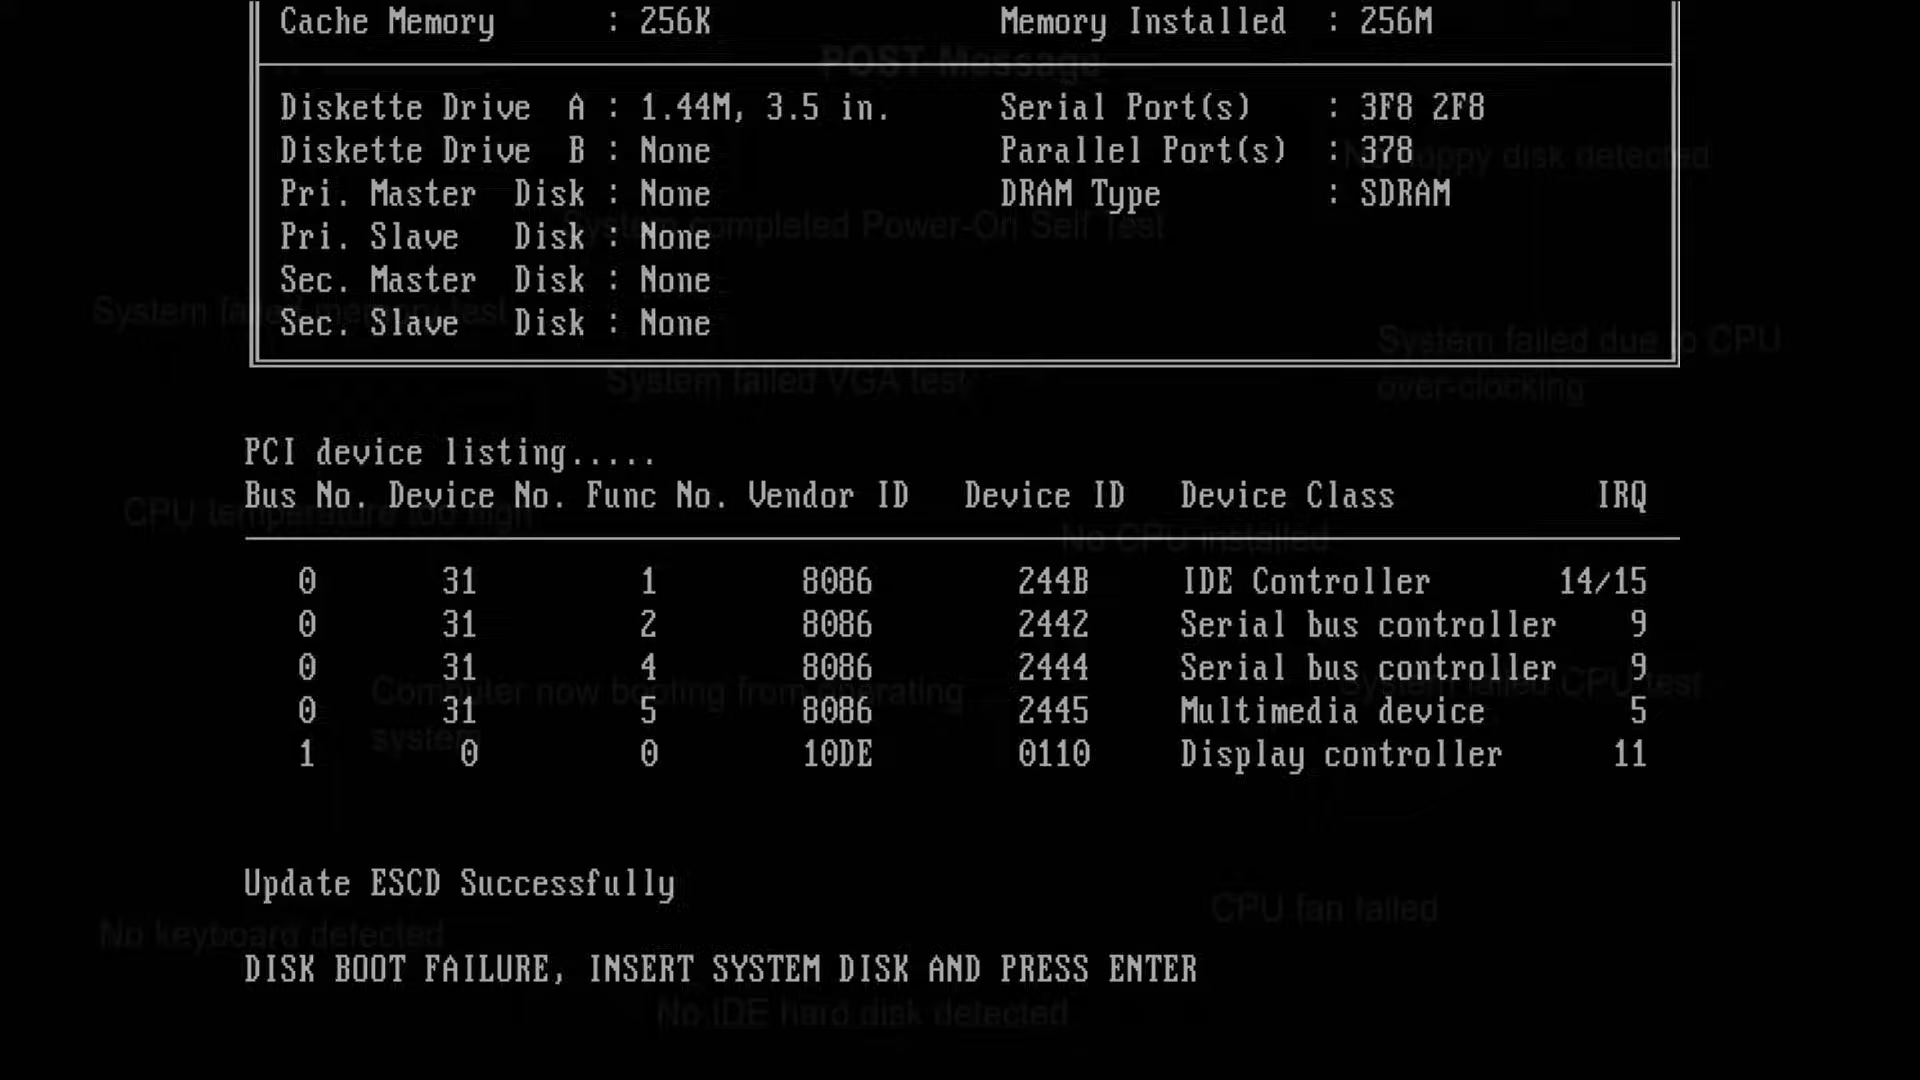 Cache Memory : 256K Memory Installed : 256M
POST Message
Diskette Drive A : 1.44M, 3.5 in. Serial Port(s) : 3F8 2F8
Diskette Drive B : None Parallel Port(s) : 378
floppy disk detected
Pri. Master Disk : None DRAM Type : SDRAM
System completed Power-On Self Test
Pri. Slave Disk : None
Sec. Master Disk : None
System failed memory test
Sec. Slave Disk : None
System failed due to CPU
over-clocking
System failed VGA test
PCI device listing.....
Bus No. Device No. Func No. Vendor ID Device ID Device Class IRQ
CPU temperature too high
No CPU installed
0 31 1 8086 244B IDE Controller 14/15
0 31 2 8086 2442 Serial bus controller 9
0 31 4 8086 2444 Serial bus controller 9
System failed CPU test
Computer now booting from operating
system
0 31 5 8086 2445 Multimedia device 5
1 0 0 10DE 0110 Display controller 11
Update ESCD Successfully
CPU fan failed
No keyboard detected
DISK BOOT FAILURE, INSERT SYSTEM DISK AND PRESS ENTER
No IDE hard disk detected